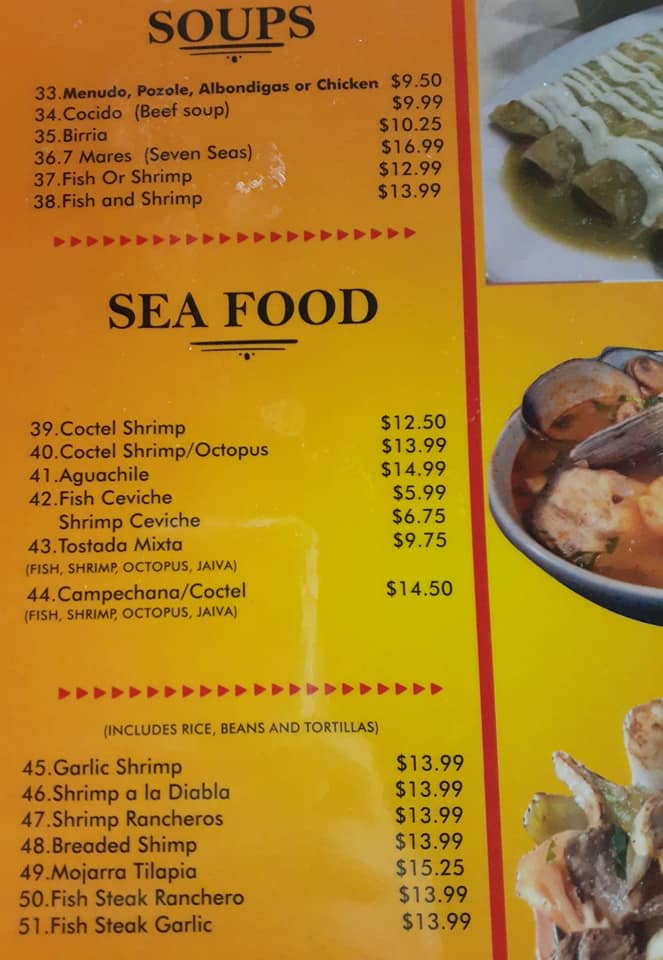 SOUPS
33.Menudo, Pozole, Albondigas or Chicken $9.50
34.Cocido (Beef soup) $9.99
35.Birria $10.25
36.7 Mares (Seven Seas) $16.99
37.Fish Or Shrimp $12.99
38.Fish and Shrimp $13.99
SEA FOOD
39.Coctel Shrimp $12.50
40.Coctel Shrimp/Octopus $13.99
41.Aguachile $14.99
42.Fish Ceviche $5.99
Shrimp Ceviche $6.75
43.Tostada Mixta $9.75
(FISH, SHRIMP, OCTOPUS, JAIVA)
44.Campechana/Coctel $14.50
(FISH, SHRIMP, OCTOPUS, JAIVA)
(INCLUDES RICE, BEANS AND TORTILLAS)
45.Garlic Shrimp $13.99
46.Shrimp a la Diabla $13.99
47.Shrimp Rancheros $13.99
48.Breaded Shimp $13.99
49.Mojarra Tilapia $15.25
50.Fish Steak Ranchero $13.99
51.Fish Steak Garlic $13.99